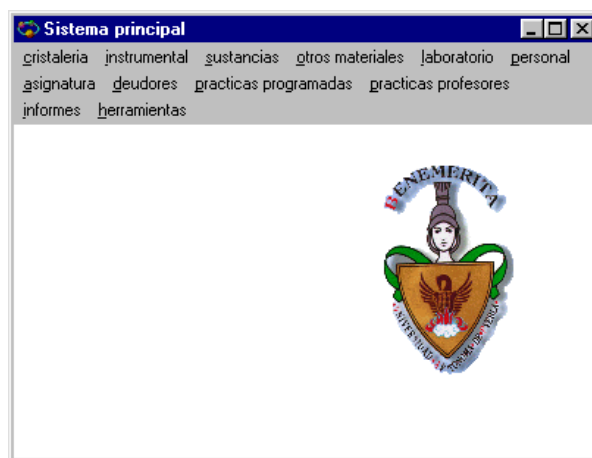 Sistema principal
cristaleria instrumental sustancias otros materiales laboratorio personal
asignatura deudores practicas programadas practicas profesores
informes herramientas
BENEMERITA